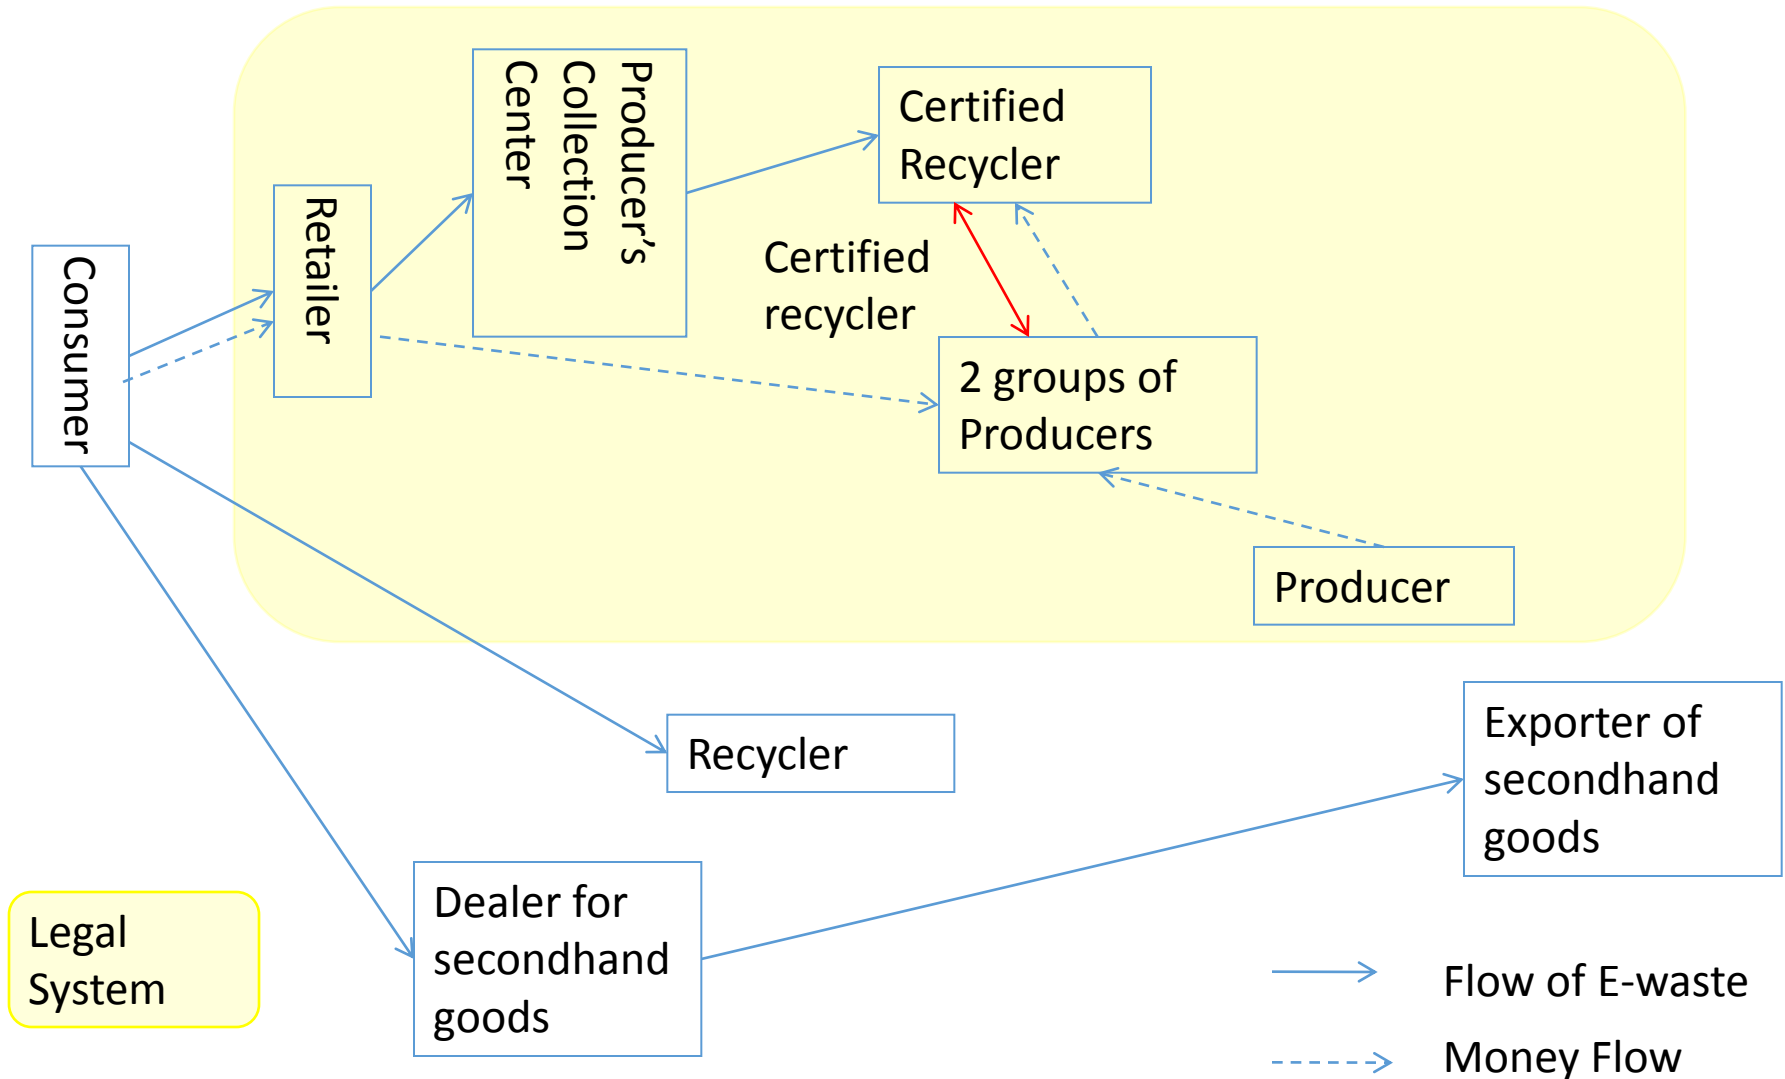 Consumer
Retailer
Producer's
Collection
Center
Certified
Recycler
Certified
recycler
2 groups of
Producers
Producer
Recycler
Exporter of
secondhand
goods
Dealer for
secondhand
goods
Legal
System
Flow of E-waste
Money Flow